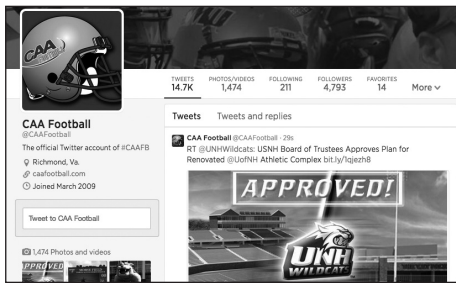 CAA
TWEETS PHOTOS/VIDEOS FOLLOWING FOLLOWERS FAVORITES
14.7K 1,474 211 4,793 14 More
CAA Football
@CAAFootball
The official Twitter account of #CAAFB
Richmond, Va.
caafootball.com
Joined March 2009
Tweet to CAA Football
1,474 Photos and videos
APPROVED
Tweets Tweets and replies
CAA Football @CAAFootball · 29s
RT @UNHWildcats: USNH Board of Trustees Approves Plan for
Renovated @UofNH Athletic Complex bit.ly/1qjezh8
APPROVED!
UNH
WILDCATS